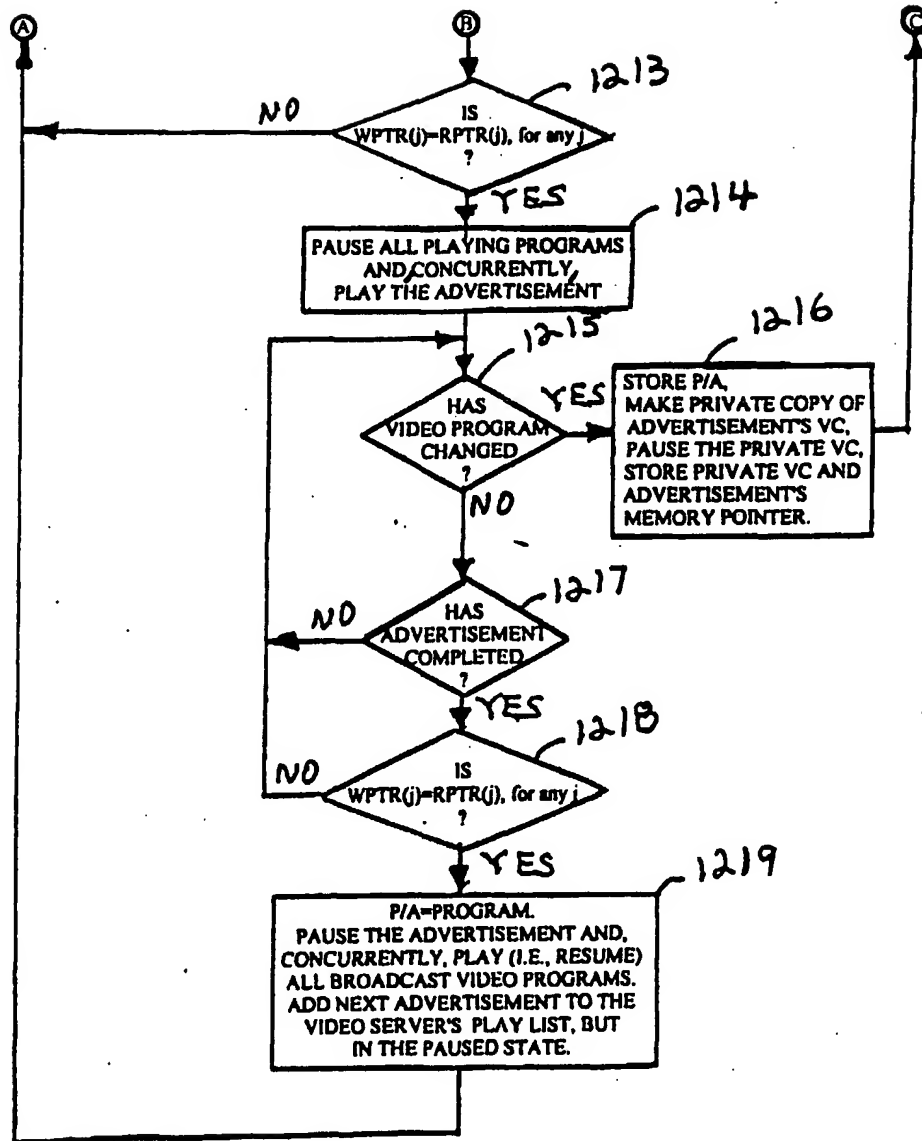 A
B
C
1213
NO
IS
WPTR(j)=RPTR(j), for any j
?
YES
1214
PAUSE ALL PLAYING PROGRAMS
AND, CONCURRENTLY,
PLAY THE ADVERTISEMENT
1215
1216
HAS
VIDEO PROGRAM
CHANGED
?
YES
STORE P/A,
MAKE PRIVATE COPY OF
ADVERTISEMENT'S VC,
PAUSE THE PRIVATE VC,
STORE PRIVATE VC AND
ADVERTISEMENT'S
MEMORY POINTER.
NO
1217
NO
HAS
ADVERTISEMENT
COMPLETED
?
YES
1218
NO
IS
WPTR(j)=RPTR(j), for any j
?
YES
1219
P/A=PROGRAM.
PAUSE THE ADVERTISEMENT AND,
CONCURRENTLY, PLAY (I.E., RESUME)
ALL BROADCAST VIDEO PROGRAMS.
ADD NEXT ADVERTISEMENT TO THE
VIDEO SERVER'S PLAY LIST, BUT
IN THE PAUSED STATE.